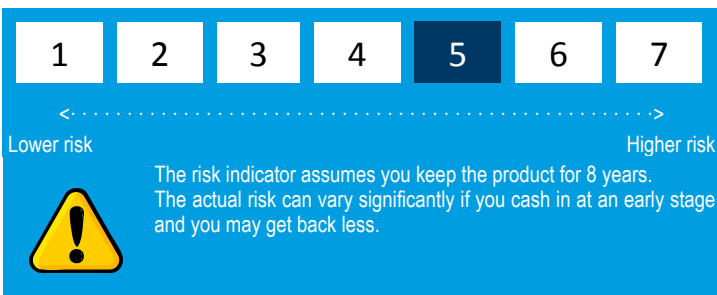 1 2 3 4 5 6 7
<·····················································>
Lower risk Higher risk
The risk indicator assumes you keep the product for 8 years.
The actual risk can vary significantly if you cash in at an early stage
and you may get back less.